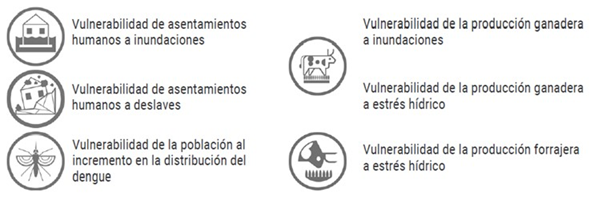 Vulnerabilidad de asentamientos
humanos a inundaciones
Vulnerabilidad de asentamientos
humanos a deslaves
Vulnerabilidad de la población al
incremento en la distribución del
dengue
Vulnerabilidad de la producción ganadera
a inundaciones
Vulnerabilidad de la producción ganadera
a estrés hídrico
Vulnerabilidad de la producción forrajera
a estrés hídrico